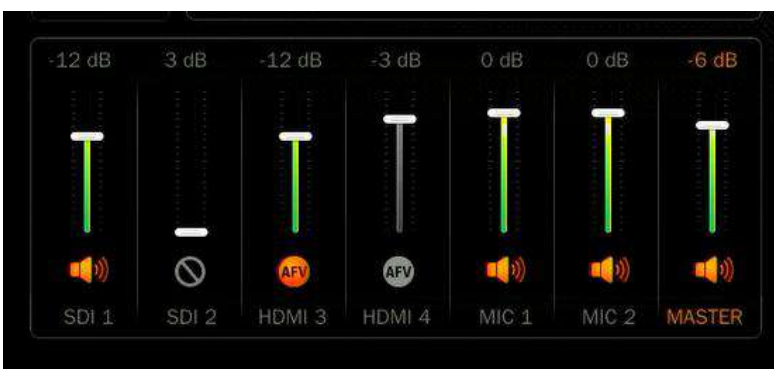 -12 dB 3 dB -12 dB -3 dB 0 dB 0 dB -6 dB
AFV AFV
SDI 1 SDI 2 HDMI 3 HDMI 4 MIC 1 MIC 2 MASTER